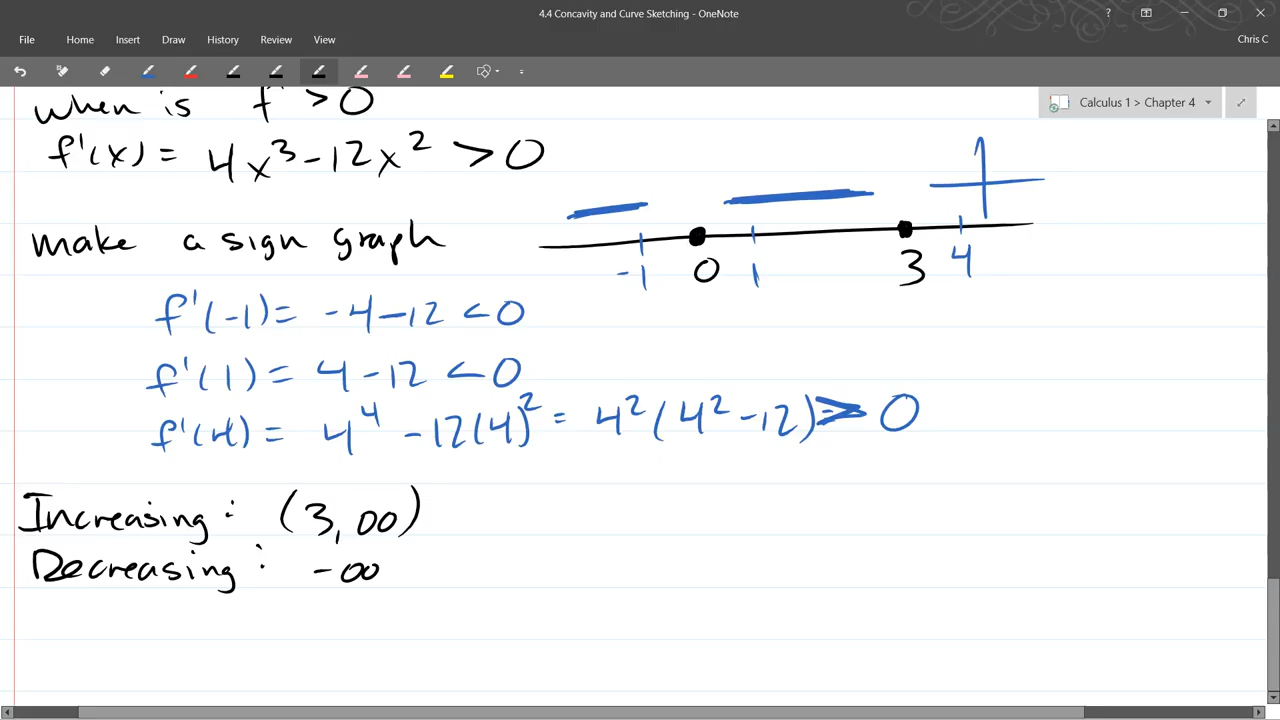 4.4 Concavity and Curve Sketching - OneNote
File Home Insert Draw History Review View
Chris C
Calculus 1 > Chapter 4
when is f' > 0
f'(x) = 4x³ - 12x² > 0
make a sign graph
-1 0 1 3 4
f'(-1) = -4 - 12 < 0
f'(1) = 4 - 12 < 0
f'(4) = 4⁴ - 12(4)² = 4²(4² - 12) > 0
Increasing: (3, ∞)
Decreasing: -∞